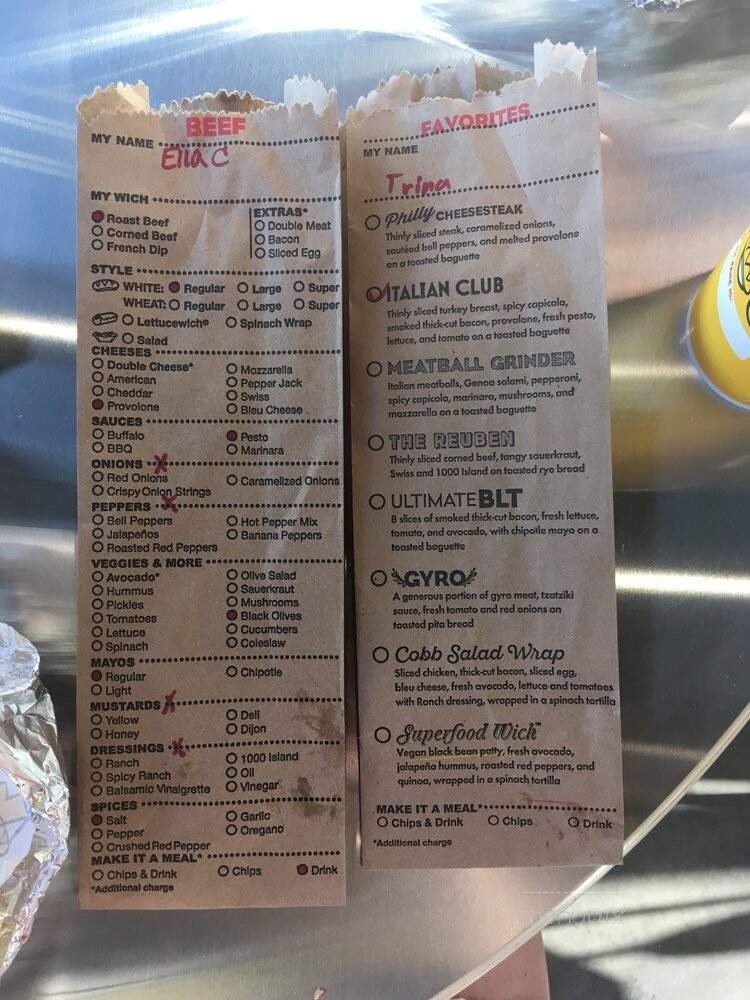 BEEF
MY NAME
Ella C
MY WICH
Roast Beef
Corned Beef
French Dip
EXTRAS*
Double Meat
Bacon
Sliced Egg
STYLE
WHITE: Regular Large Super
WHEAT: Regular Large Super
Lettucewich® Spinach Wrap
Salad
CHEESES
Double Cheese*
American
Cheddar
Provolone
Mozzarella
Pepper Jack
Swiss
Bleu Cheese
SAUCES
Buffalo
BBQ
Pesto
Marinara
ONIONS X
Red Onions
Crispy Onion Strings
Caramelized Onions
PEPPERS X
Bell Peppers
Jalapeños
Roasted Red Peppers
Hot Pepper Mix
Banana Peppers
VEGGIES & MORE
Avocado*
Hummus
Pickles
Tomatoes
Lettuce
Spinach
Olive Salad
Sauerkraut
Mushrooms
Black Olives
Cucumbers
Coleslaw
MAYOS
Regular
Light
Chipotle
MUSTARDS X
Yellow
Honey
Deli
Dijon
DRESSINGS X
Ranch
Spicy Ranch
Balsamic Vinaigrette
1000 Island
Oil
Vinegar
SPICES
Salt
Pepper
Crushed Red Pepper
Garlic
Oregano
MAKE IT A MEAL*
Chips & Drink Chips Drink
*Additional charge
FAVORITES
MY NAME
Trina
Philly CHEESESTEAK
Thinly sliced steak, caramelized onions,
sautéed bell peppers, and melted provolone
on a toasted baguette
ITALIAN CLUB
Thinly sliced turkey breast, spicy capicola,
smoked thick-cut bacon, provolone, fresh pesto,
lettuce, and tomato on a toasted baguette
MEATBALL GRINDER
Italian meatballs, Genoa salami, pepperoni,
spicy capicola, marinara, mushrooms, and
mozzarella on a toasted baguette
THE REUBEN
Thinly sliced corned beef, tangy sauerkraut,
Swiss and 1000 Island on toasted rye bread
ULTIMATE BLT
8 slices of smoked thick-cut bacon, fresh lettuce,
tomato, and avocado, with chipotle mayo on a
toasted baguette
GYRO
A generous portion of gyro meat, tzatziki
sauce, fresh tomato and red onions on
toasted pita bread
Cobb Salad Wrap
Sliced chicken, thick-cut bacon, sliced egg,
bleu cheese, fresh avocado, lettuce and tomatoes
with Ranch dressing, wrapped in a spinach tortilla
Superfood Wich™
Vegan black bean patty, fresh avocado,
jalapeño hummus, roasted red peppers, and
quinoa, wrapped in a spinach tortilla
MAKE IT A MEAL*
Chips & Drink Chips Drink
*Additional charge